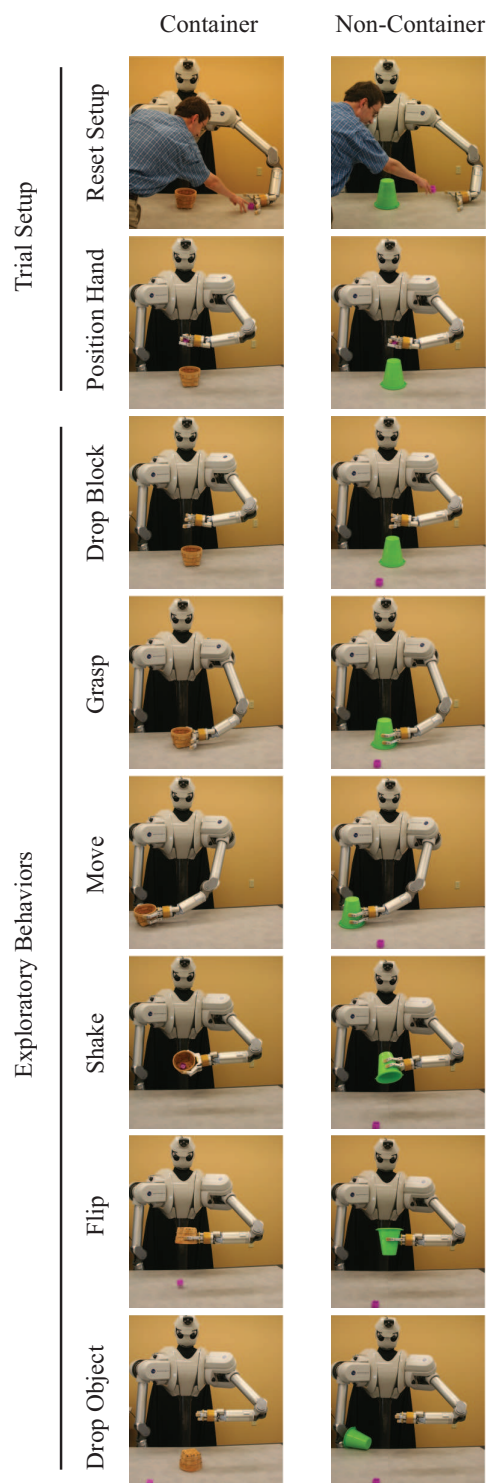 Container
Non-Container
Trial Setup
Reset Setup
Position Hand
Exploratory Behaviors
Drop Block
Grasp
Move
Shake
Flip
Drop Object